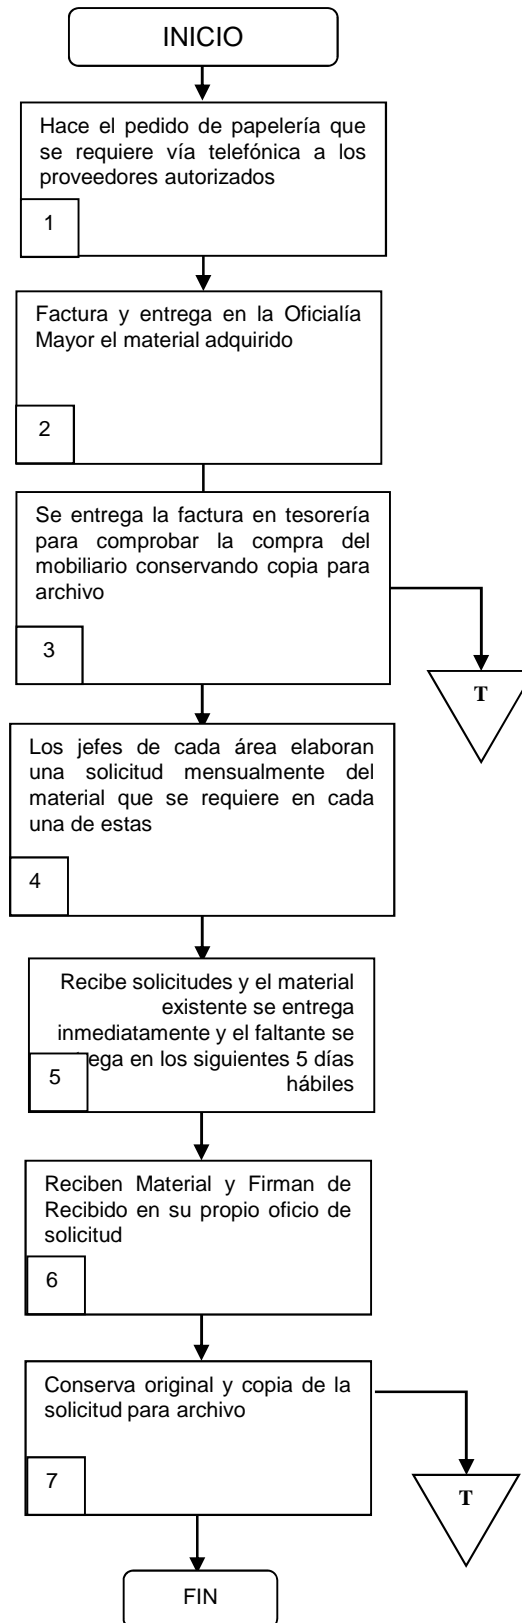 INICIO
Hace el pedido de papelería que
se requiere vía telefónica a los
proveedores autorizados
1
Factura y entrega en la Oficialía
Mayor el material adquirido
2
Se entrega la factura en tesorería
para comprobar la compra del
mobiliario conservando copia para
archivo
3
T
Los jefes de cada área elaboran
una solicitud mensualmente del
material que se requiere en cada
una de estas
4
Recibe solicitudes y el material
existente se entrega
inmediatamente y el faltante se
en los siguientes 5 días
hábiles
5
Reciben Material y Firman de
Recibido en su propio oficio de
solicitud
6
Conserva original y copia de la
solicitud para archivo
7
T
FIN